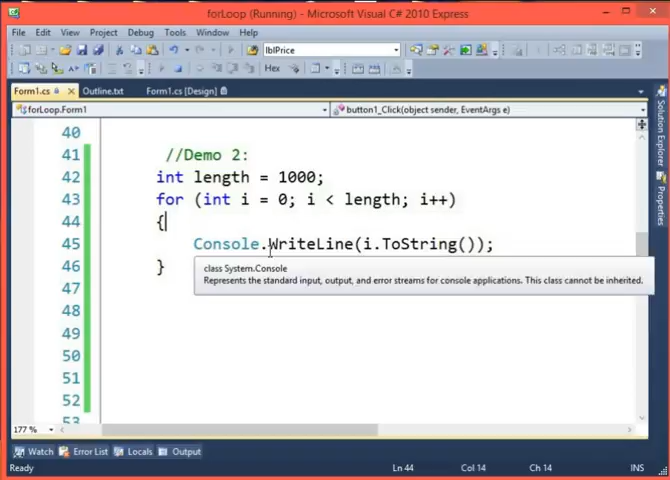 forLoop (Running) - Microsoft Visual C# 2010 Express
File Edit View Project Debug Tools Window Help
lblPrice
Hex
Form1.cs Outline.txt Form1.cs [Design]
forLoop.Form1 button1_Click(object sender, EventArgs e)
40
41 //Demo 2:
42 int length = 1000;
43 for (int i = 0; i < length; i++)
44 {
45 Console.WriteLine(i.ToString());
46 }
class System.Console
Represents the standard input, output, and error streams for console applications. This class cannot be inherited.
47
48
49
50
51
52
53
177 %
Watch Error List Locals Output
Ready Ln 44 Col 14 Ch 14 INS
Solution Explorer
Properties